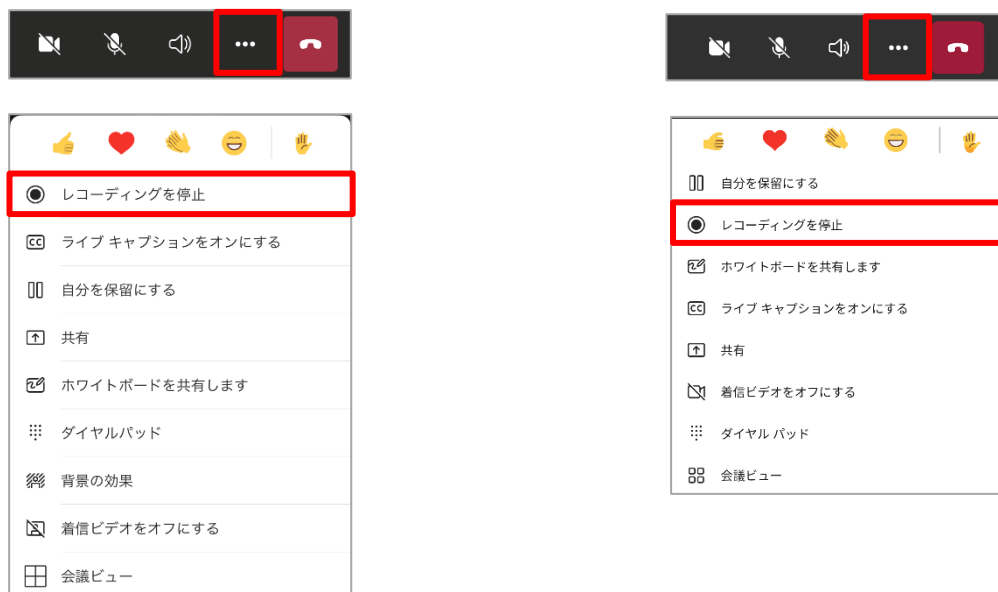 レコーディングを停止
CC ライブ キャプションをオンにする
自分を保留にする
共有
ホワイトボードを共有します
ダイヤルパッド
背景の効果
着信ビデオをオフにする
会議ビュー
自分を保留にする
レコーディングを停止
ホワイトボードを共有します
CC ライブ キャプションをオンにする
共有
着信ビデオをオフにする
ダイヤル パッド
会議ビュー